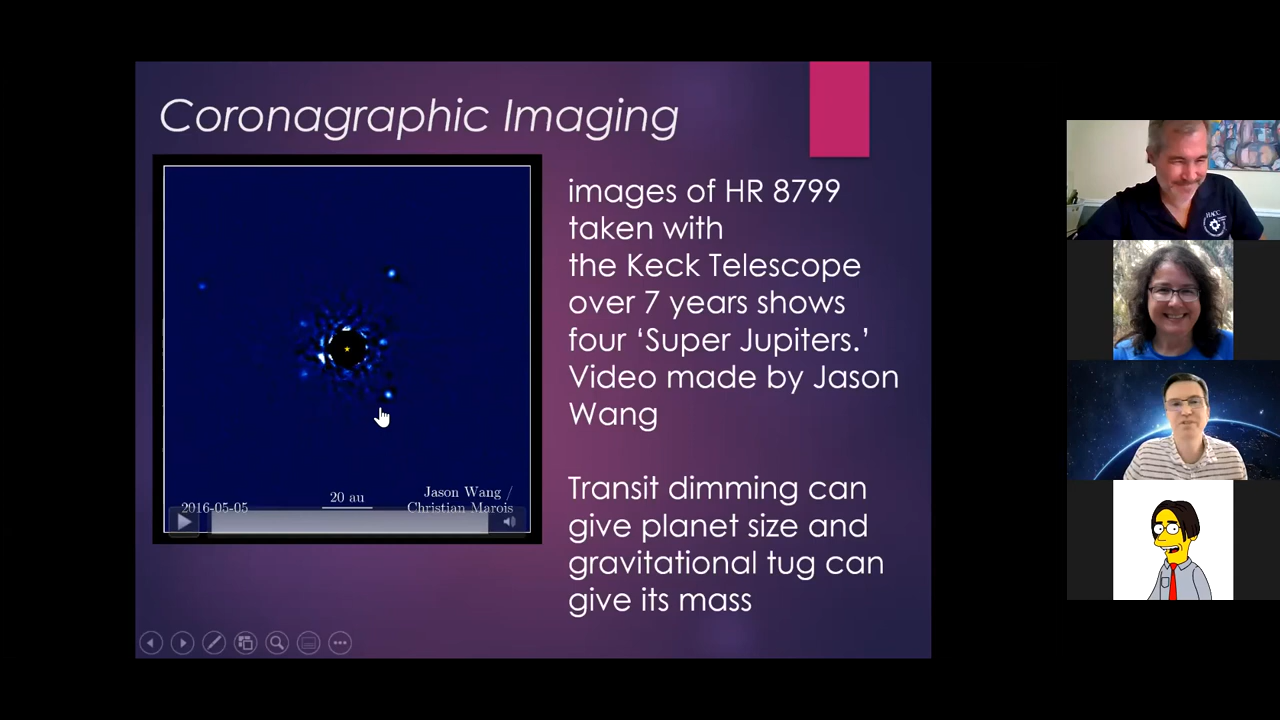 Coronagraphic Imaging
images of HR 8799
taken with
the Keck Telescope
over 7 years shows
four ‘Super Jupiters.’
Video made by Jason
Wang
Transit dimming can
give planet size and
gravitational tug can
give its mass
2016-05-05
20 au
Jason Wang /
Christian Marois
HACC